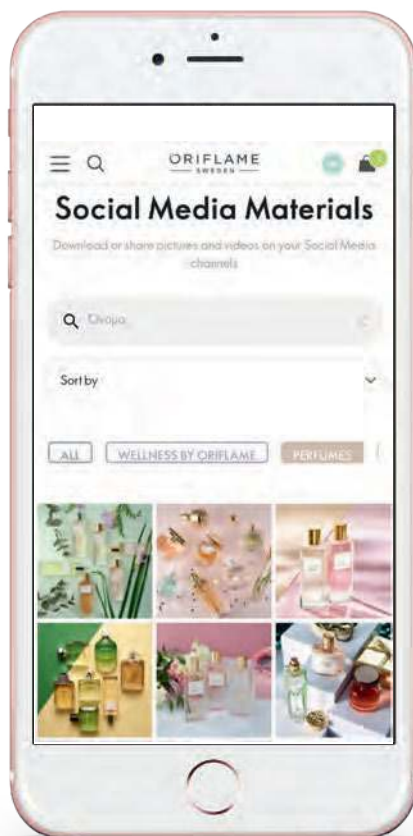 ORIFLAME
SWEDEN
Social Media Materials
Download or share pictures and videos on your Social Media
channels
Όνομα
Sort by
ALL WELLNESS BY ORIFLAME PERFUMES